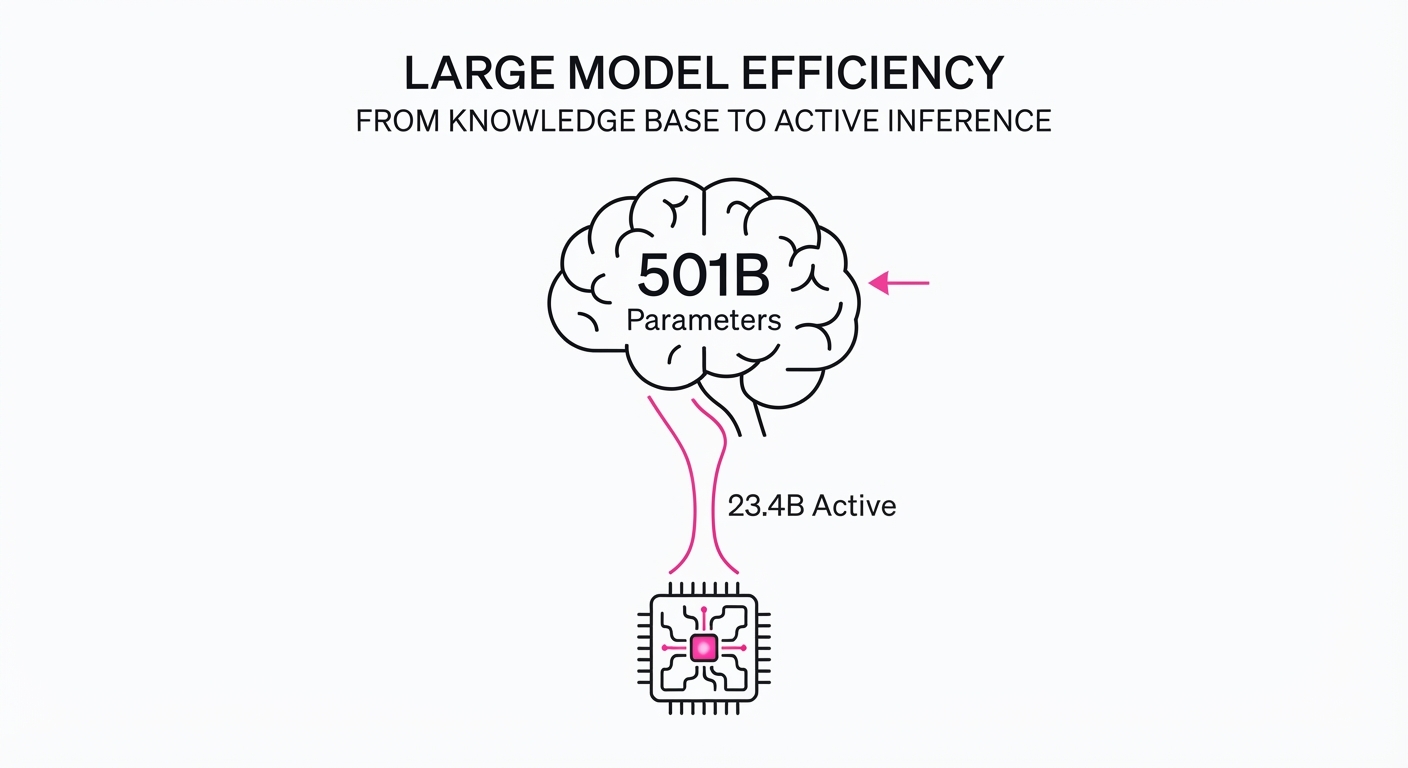 LARGE MODEL EFFICIENCY
FROM KNOWLEDGE BASE TO ACTIVE INFERENCE
501B
Parameters
23.4B Active